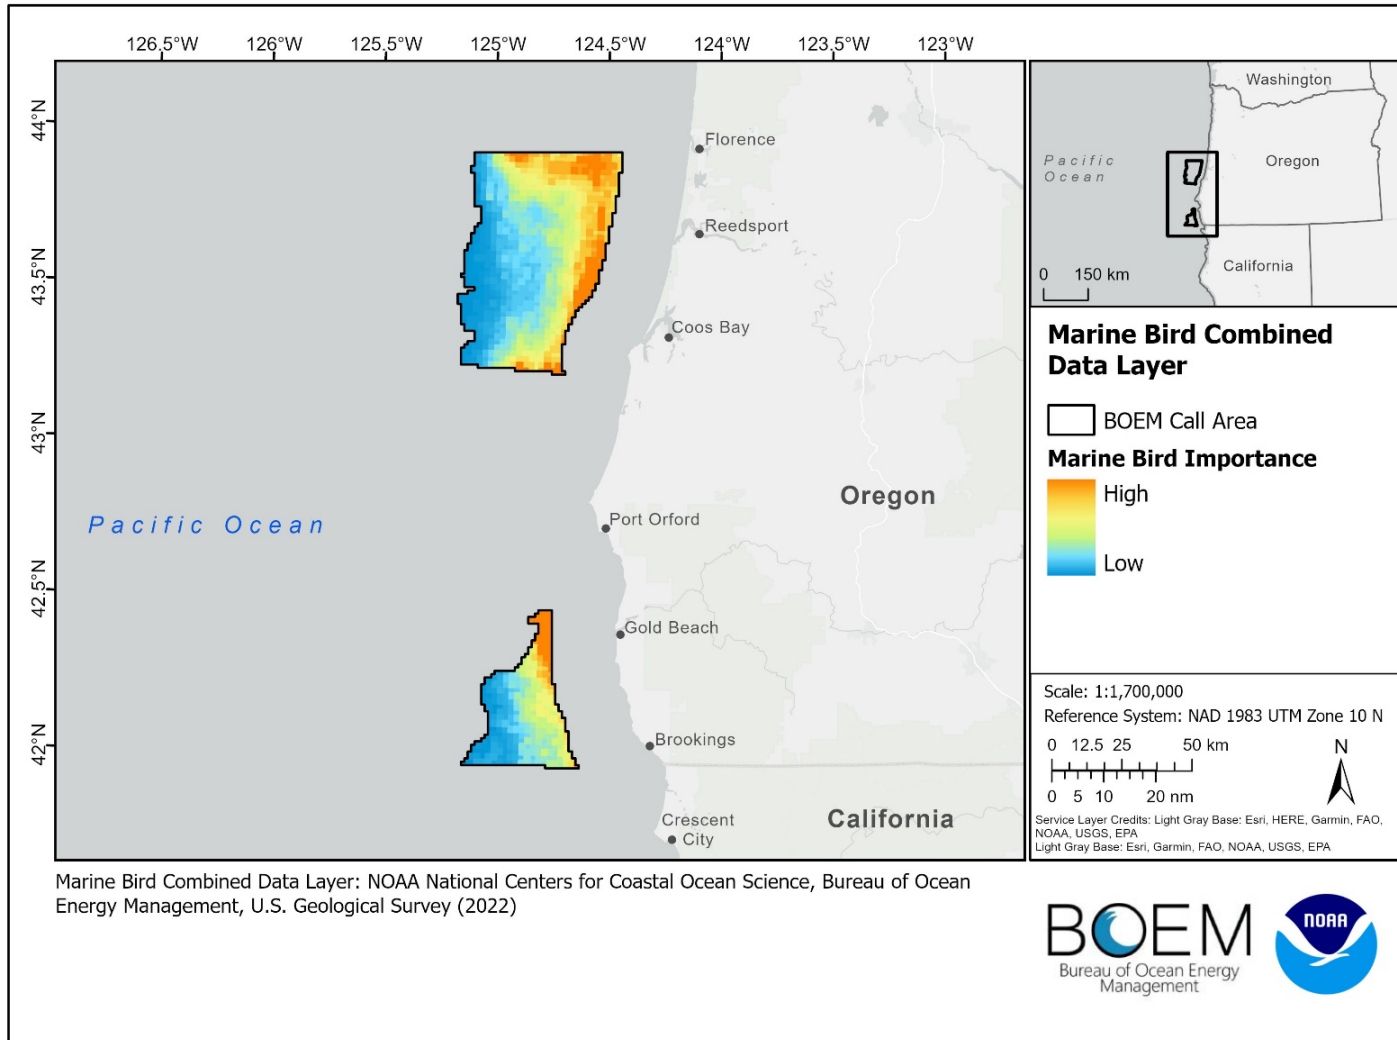 126.5°W 126°W 125.5°W 125°W 124.5°W 124°W 123.5°W 123°W
44°N
43.5°N
43°N
42.5°N
42°N
Florence
Reedsport
Coos Bay
Oregon
Port Orford
Pacific Ocean
Gold Beach
Brookings
Crescent
City
California
Washington
Pacific
Ocean
Oregon
California
0 150 km
Marine Bird Combined
Data Layer
BOEM Call Area
Marine Bird Importance
High
Low
Scale: 1:1,700,000
Reference System: NAD 1983 UTM Zone 10 N
0 12.5 25 50 km
0 5 10 20 nm
N
Service Layer Credits: Light Gray Base: Esri, HERE, Garmin, FAO,
NOAA, USGS, EPA
Light Gray Base: Esri, Garmin, FAO, NOAA, USGS, EPA
Marine Bird Combined Data Layer: NOAA National Centers for Coastal Ocean Science, Bureau of Ocean
Energy Management, U.S. Geological Survey (2022)
BOEM
Bureau of Ocean Energy
Management
NOAA